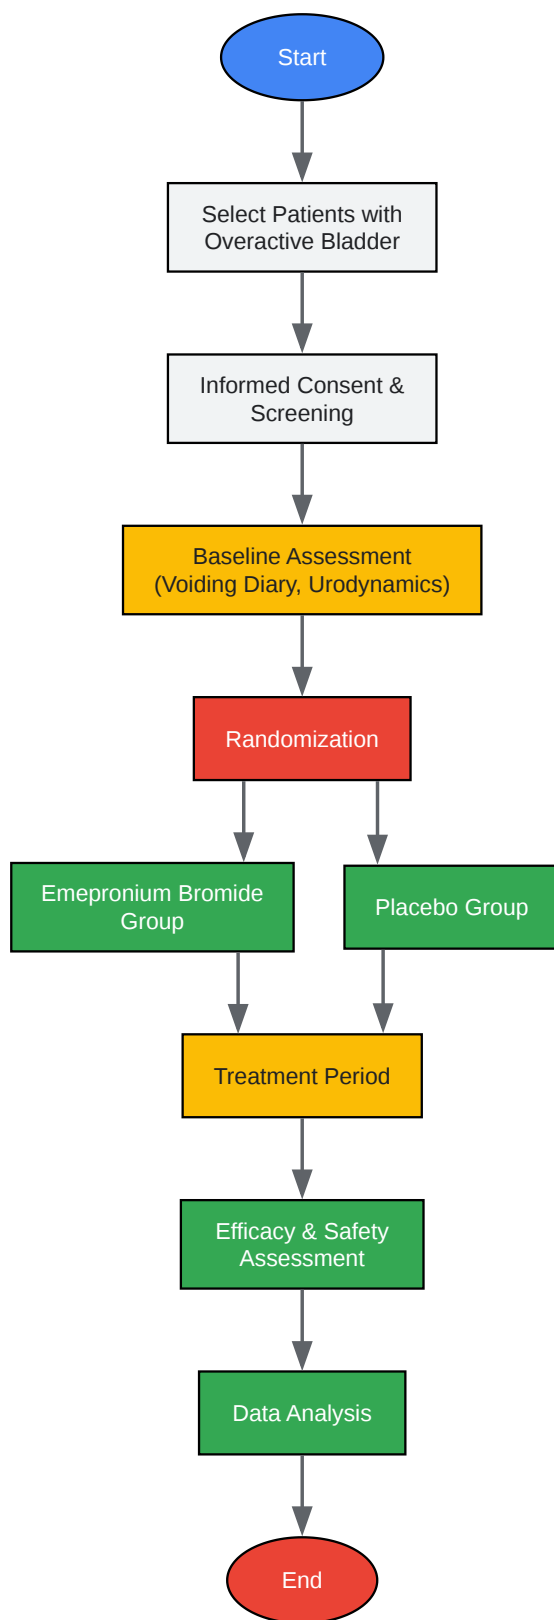 Start
Select Patients with
Overactive Bladder
Informed Consent &
Screening
Baseline Assessment
(Voiding Diary, Urodynamics)
Randomization
Emepronium Bromide
Group
Placebo Group
Treatment Period
Efficacy & Safety
Assessment
Data Analysis
End